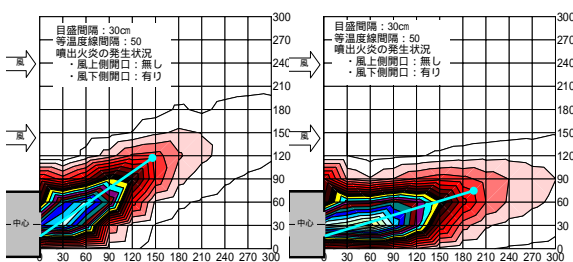 目盛間隔：30㎝
等温度線間隔：50
噴出火炎の発生状況
・風上側開口：無し
・風下側開口：有り
風
風
中心
300
270
240
210
180
150
120
90
60
30
0
0 30 60 90 120 150 180 210 240 270 300
目盛間隔：30㎝
等温度線間隔：50
噴出火炎の発生状況
・風上側開口：無し
・風下側開口：有り
風
風
中心
300
270
240
210
180
150
120
90
60
30
0
0 30 60 90 120 150 180 210 240 270 300